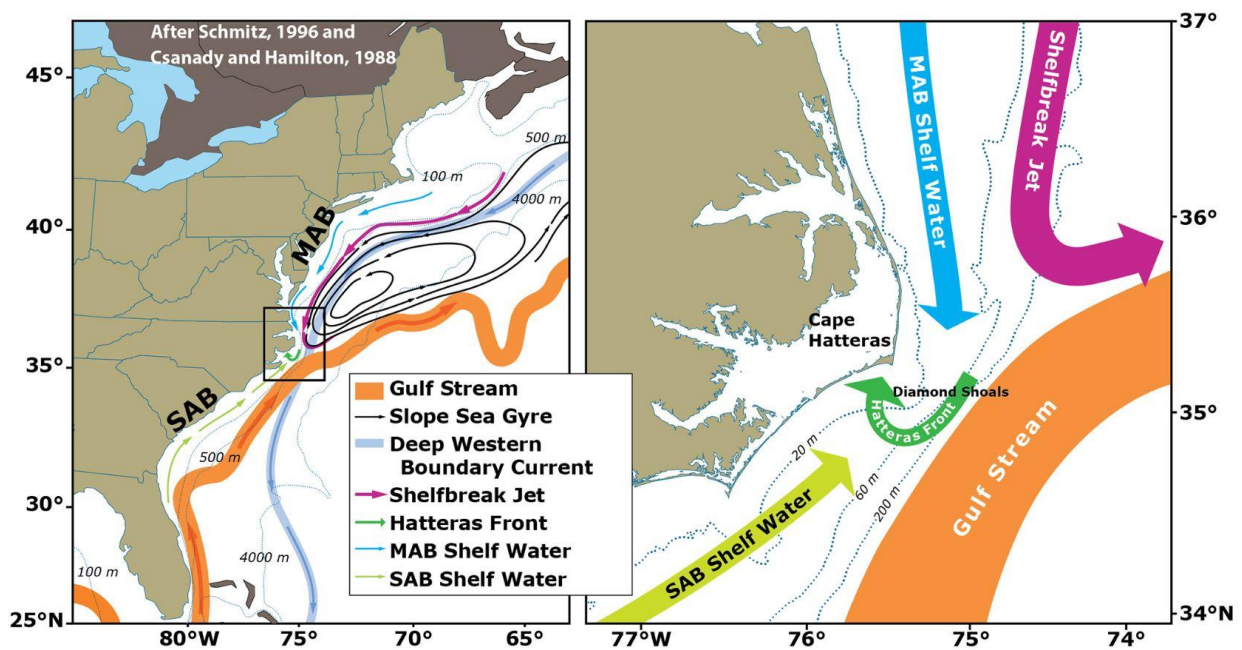 After Schmitz, 1996 and
Csanady and Hamilton, 1988
45°
40°
35°
30°
25°N
80°W
75°
70°
65°
500 m
100 m
4000 m
MAB
SAB
500 m
4000 m
100 m
Gulf Stream
Slope Sea Gyre
Deep Western
Boundary Current
Shelfbreak Jet
Hatteras Front
MAB Shelf Water
SAB Shelf Water
37°
36°
35°
34°N
77°W
76°
75°
74°
MAB Shelf Water
Shelfbreak Jet
Cape
Hatteras
Diamond Shoals
Hatteras Front
20 m
60 m
200 m
SAB Shelf Water
Gulf Stream